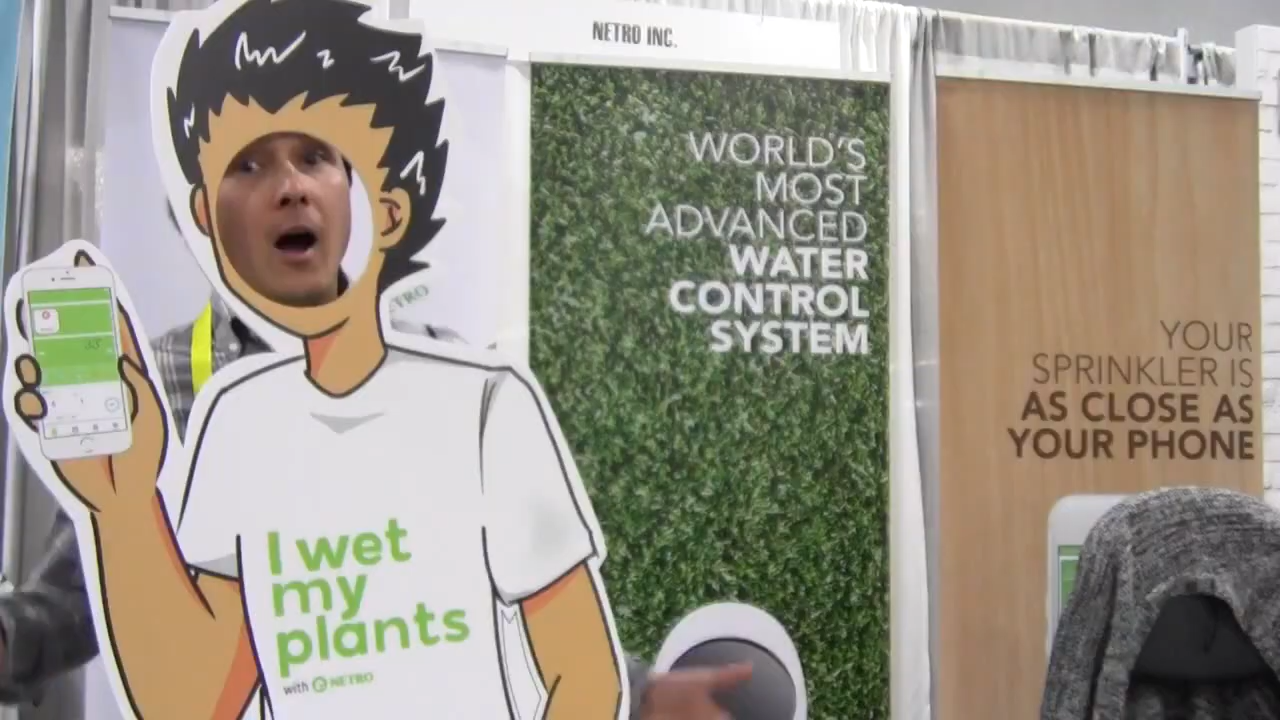 NETRO INC.
WORLD'S
MOST
ADVANCED
WATER
CONTROL
SYSTEM
YOUR
SPRINKLER IS
AS CLOSE AS
YOUR PHONE
I wet
my
plants
with NETRO